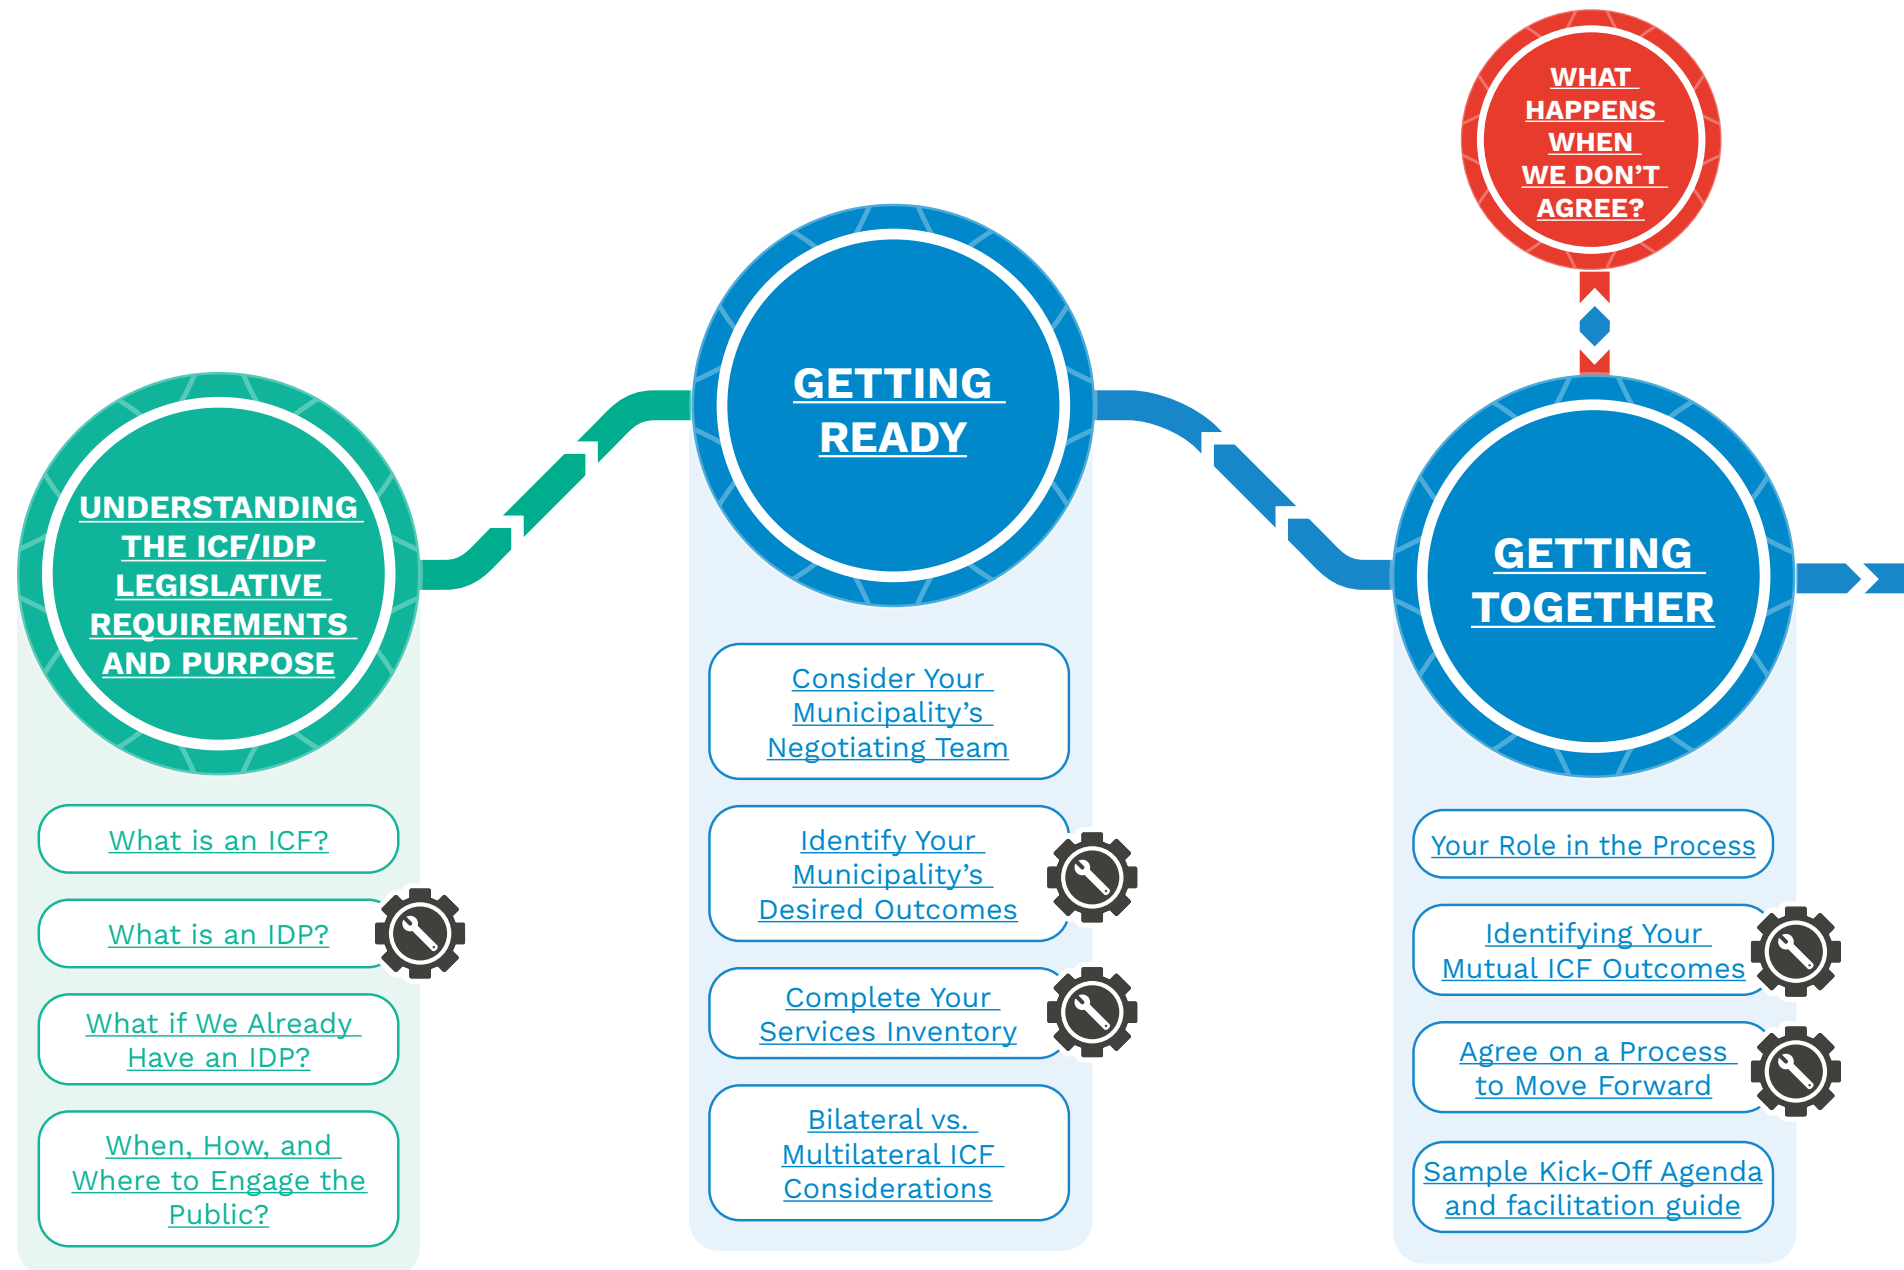 UNDERSTANDING
THE ICF/IDP
LEGISLATIVE
REQUIREMENTS
AND PURPOSE
What is an ICF?
What is an IDP?
What if We Already
Have an IDP?
When, How, and
Where to Engage the
Public?
GETTING
READY
Consider Your
Municipality’s
Negotiating Team
Identify Your
Municipality’s
Desired Outcomes
Complete Your
Services Inventory
Bilateral vs.
Multilateral ICF
Considerations
WHAT
HAPPENS
WHEN
WE DON’T
AGREE?
GETTING
TOGETHER
Your Role in the Process
Identifying Your
Mutual ICF Outcomes
Agree on a Process
to Move Forward
Sample Kick-Off Agenda
and facilitation guide